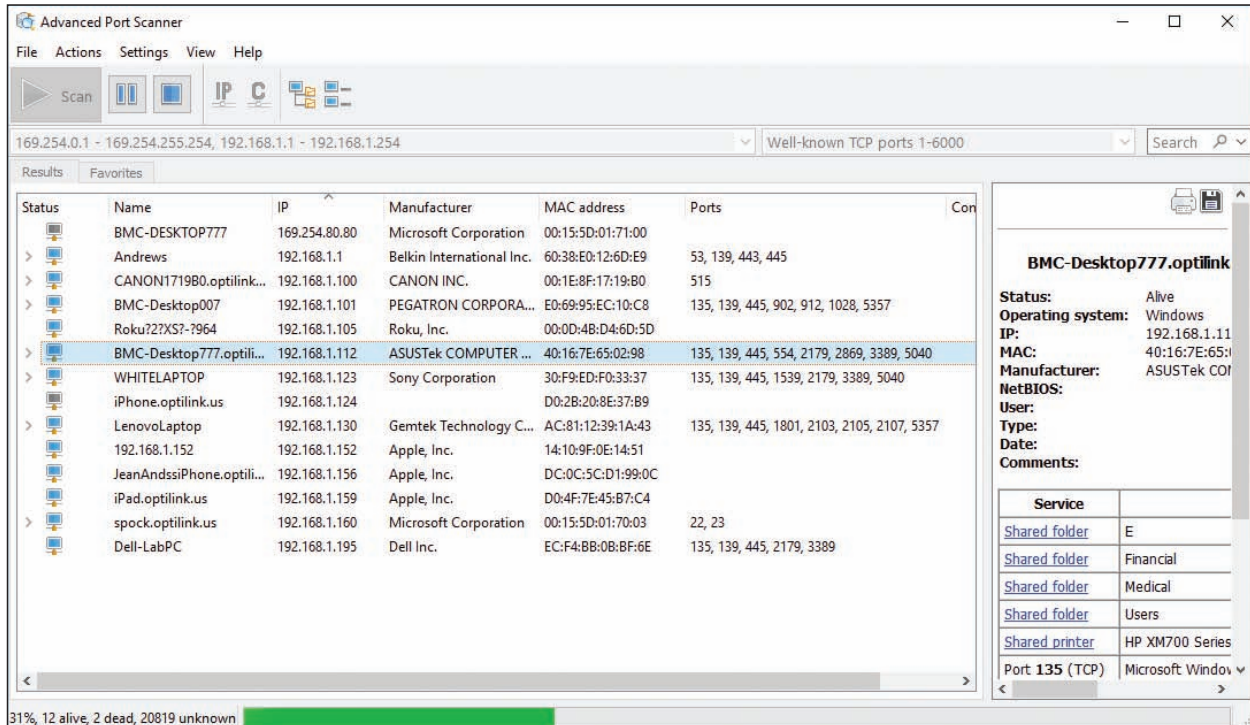 Advanced Port Scanner
File Actions Settings View Help
Scan IP C
169.254.0.1 - 169.254.255.254, 192.168.1.1 - 192.168.1.254 Well-known TCP ports 1-6000 Search
Results Favorites
Status Name IP Manufacturer MAC address Ports Con
BMC-DESKTOP777 169.254.80.80 Microsoft Corporation 00:15:5D:01:71:00
Andrews 192.168.1.1 Belkin International Inc. 60:38:E0:12:6D:E9 53, 139, 443, 445
CANON1719B0.optilink... 192.168.1.100 CANON INC. 00:1E:8F:17:19:B0 515
BMC-Desktop007 192.168.1.101 PEGATRON CORPORA... E0:69:95:EC:10:C8 135, 139, 445, 902, 912, 1028, 5357
Roku?2?XS?-?964 192.168.1.105 Roku, Inc. 00:0D:4B:D4:6D:5D
BMC-Desktop777.optili... 192.168.1.112 ASUSTek COMPUTER ... 40:16:7E:65:02:98 135, 139, 445, 554, 2179, 2869, 3389, 5040
WHITELAPTOP 192.168.1.123 Sony Corporation 30:F9:ED:F0:33:37 135, 139, 445, 1539, 2179, 3389, 5040
iPhone.optilink.us 192.168.1.124 D0:2B:20:8E:37:B9
LenovoLaptop 192.168.1.130 Gemtek Technology C... AC:81:12:39:1A:43 135, 139, 445, 1801, 2103, 2105, 2107, 5357
192.168.1.152 192.168.1.152 Apple, Inc. 14:10:9F:0E:14:51
JeanAndssiPhone.optili... 192.168.1.156 Apple, Inc. DC:0C:5C:D1:99:0C
iPad.optilink.us 192.168.1.159 Apple, Inc. D0:4F:7E:45:B7:C4
spock.optilink.us 192.168.1.160 Microsoft Corporation 00:15:5D:01:70:03 22, 23
Dell-LabPC 192.168.1.195 Dell Inc. EC:F4:BB:0B:BF:6E 135, 139, 445, 2179, 3389
BMC-Desktop777.optilink
Status: Alive
Operating system: Windows
IP: 192.168.1.11
MAC: 40:16:7E:65:
Manufacturer: ASUSTek CO
NetBIOS:
User:
Type:
Date:
Comments:
Service
Shared folder E
Shared folder Financial
Shared folder Medical
Shared folder Users
Shared printer HP XM700 Series
Port 135 (TCP) Microsoft Window
31%, 12 alive, 2 dead, 20819 unknown